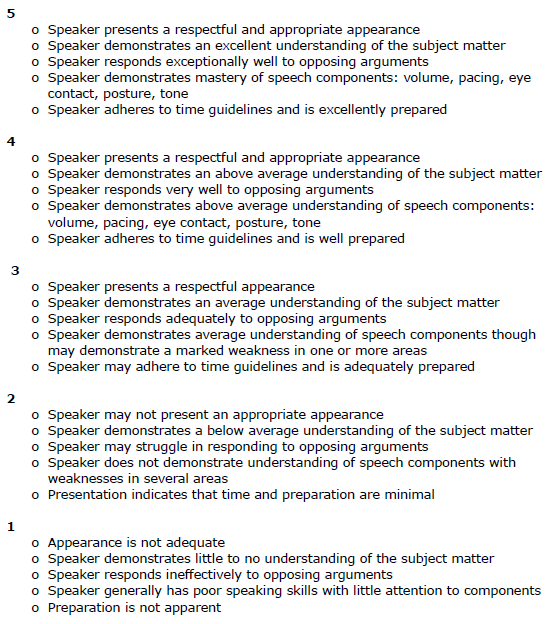 5
o Speaker presents a respectful and appropriate appearance
o Speaker demonstrates an excellent understanding of the subject matter
o Speaker responds exceptionally well to opposing arguments
o Speaker demonstrates mastery of speech components: volume, pacing, eye
contact, posture, tone
o Speaker adheres to time guidelines and is excellently prepared
4
o Speaker presents a respectful and appropriate appearance
o Speaker demonstrates an above average understanding of the subject matter
o Speaker responds very well to opposing arguments
o Speaker demonstrates above average understanding of speech components:
volume, pacing, eye contact, posture, tone
o Speaker adheres to time guidelines and is well prepared
3
o Speaker presents a respectful appearance
o Speaker demonstrates an average understanding of the subject matter
o Speaker responds adequately to opposing arguments
o Speaker demonstrates average understanding of speech components though
may demonstrate a marked weakness in one or more areas
o Speaker may adhere to time guidelines and is adequately prepared
2
o Speaker may not present an appropriate appearance
o Speaker demonstrates a below average understanding of the subject matter
o Speaker may struggle in responding to opposing arguments
o Speaker does not demonstrate understanding of speech components with
weaknesses in several areas
o Presentation indicates that time and preparation are minimal
1
o Appearance is not adequate
o Speaker demonstrates little to no understanding of the subject matter
o Speaker responds ineffectively to opposing arguments
o Speaker generally has poor speaking skills with little attention to components
o Preparation is not apparent